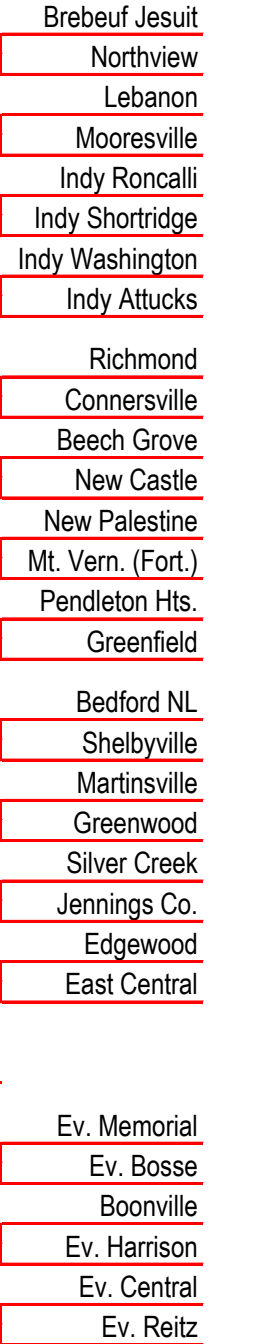 Brebeuf Jesuit
Northview
Lebanon
Mooresville
Indy Roncalli
Indy Shortridge
Indy Washington
Indy Attucks
Richmond
Connersville
Beech Grove
New Castle
New Palestine
Mt. Vern. (Fort.)
Pendleton Hts.
Greenfield
Bedford NL
Shelbyville
Martinsville
Greenwood
Silver Creek
Jennings Co.
Edgewood
East Central
Ev. Memorial
Ev. Bosse
Boonville
Ev. Harrison
Ev. Central
Ev. Reitz